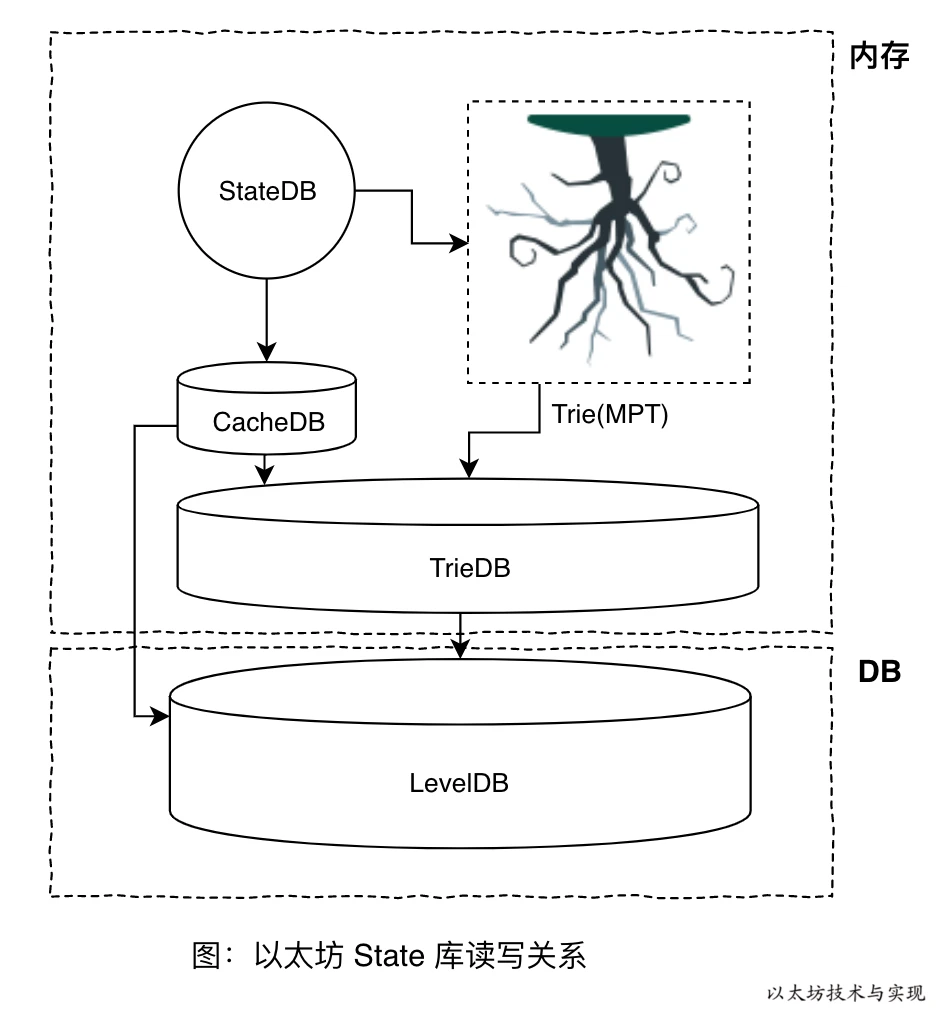 内存
StateDB
CacheDB
Trie(MPT)
TrieDB
DB
LevelDB
图：以太坊 State 库读写关系
以太坊技术与实现